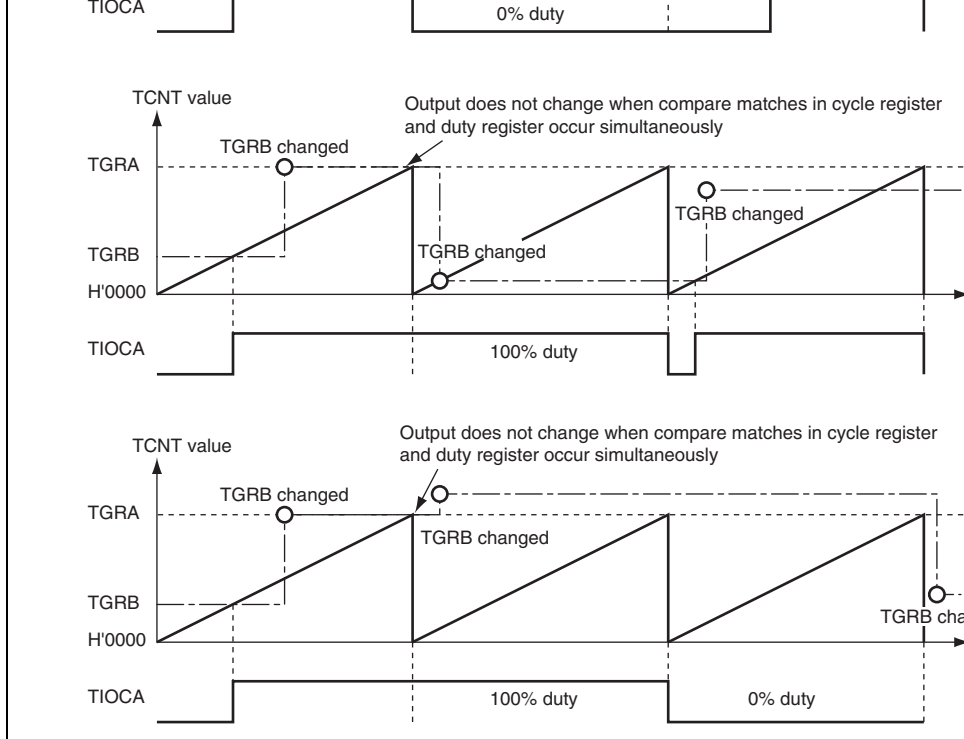 TIOCA
0% duty
TCNT value
Output does not change when compare matches in cycle register
and duty register occur simultaneously
TGRB changed
TGRA
TGRB changed
TGRB
TGRB changed
H'0000
TIOCA
100% duty
TCNT value
Output does not change when compare matches in cycle register
and duty register occur simultaneously
TGRB changed
TGRA
TGRB changed
TGRB
TGRB cha
H'0000
TIOCA
100% duty
0% duty